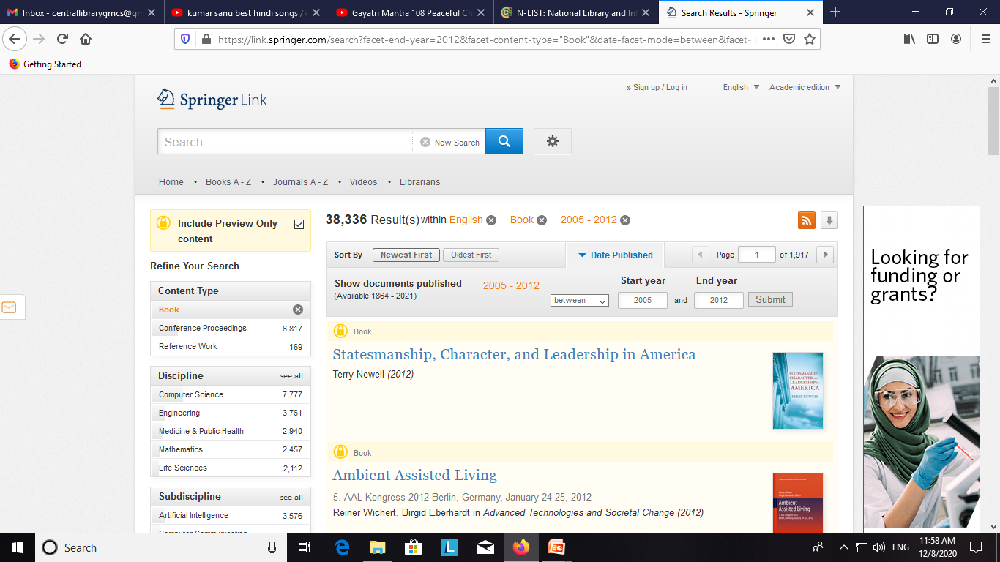 Inbox - centrallibrarygmcs@gm
kumar sanu best hindi songs /k
Gayatri Mantra 108 Peaceful Ch
N-LIST: National Library and Inf
Search Results - Springer
https://link.springer.com/search?facet-end-year=2012&facet-content-type="Book"&date-facet-mode=between&facet-la
Getting Started
Springer Link
» Sign up / Log in
English
Academic edition
Search
New Search
Home • Books A - Z • Journals A - Z • Videos • Librarians
Include Preview-Only
content
38,336 Result(s) within English Book 2005 - 2012
Refine Your Search
Sort By Newest First Oldest First Date Published Page 1 of 1,917
Show documents published 2005 - 2012 Start year End year
(Available 1864 - 2021) between 2005 and 2012 Submit
Content Type
Book
Conference Proceedings 6,817
Reference Work 169
Discipline see all
Computer Science 7,777
Engineering 3,761
Medicine & Public Health 2,940
Mathematics 2,457
Life Sciences 2,112
Subdiscipline see all
Artificial Intelligence 3,576
Book
Statesmanship, Character, and Leadership in America
Terry Newell (2012)
STATESMANSHIP,
CHARACTER, AND
LEADERSHIP IN
AMERICA
TERRY NEWELL
Book
Ambient Assisted Living
5. AAL-Kongress 2012 Berlin, Germany, January 24-25, 2012
Reiner Wichert, Birgid Eberhardt in Advanced Technologies and Societal Change (2012)
Ambient
Assisted Living
Looking for
funding or
grants?
Search
ENG
11:58 AM
12/8/2020